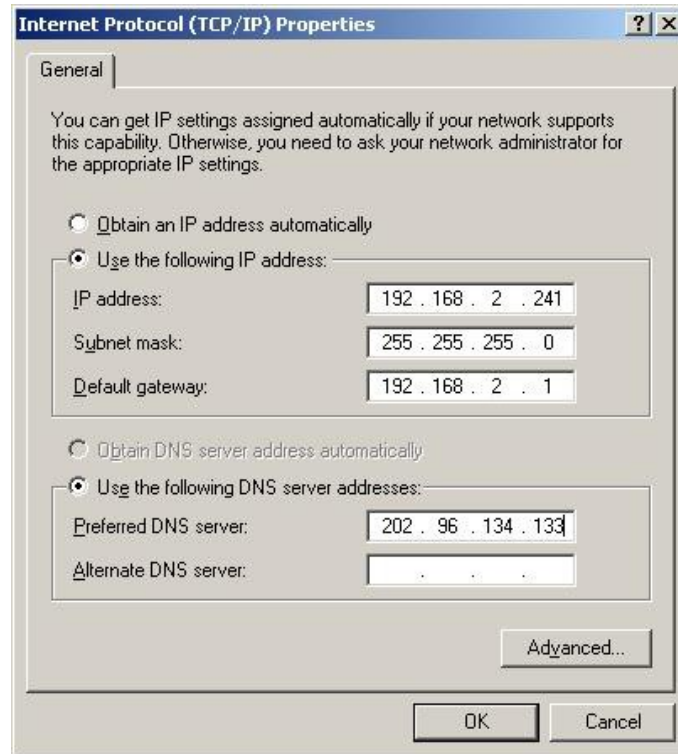 Internet Protocol (TCP/IP) Properties
General
You can get IP settings assigned automatically if your network supports
this capability. Otherwise, you need to ask your network administrator for
the appropriate IP settings.
Obtain an IP address automatically
Use the following IP address:
IP address: 192 . 168 . 2 . 241
Subnet mask: 255 . 255 . 255 . 0
Default gateway: 192 . 168 . 2 . 1
Obtain DNS server address automatically
Use the following DNS server addresses:
Preferred DNS server: 202 . 96 . 134 . 133
Alternate DNS server: . . .
Advanced...
OK Cancel